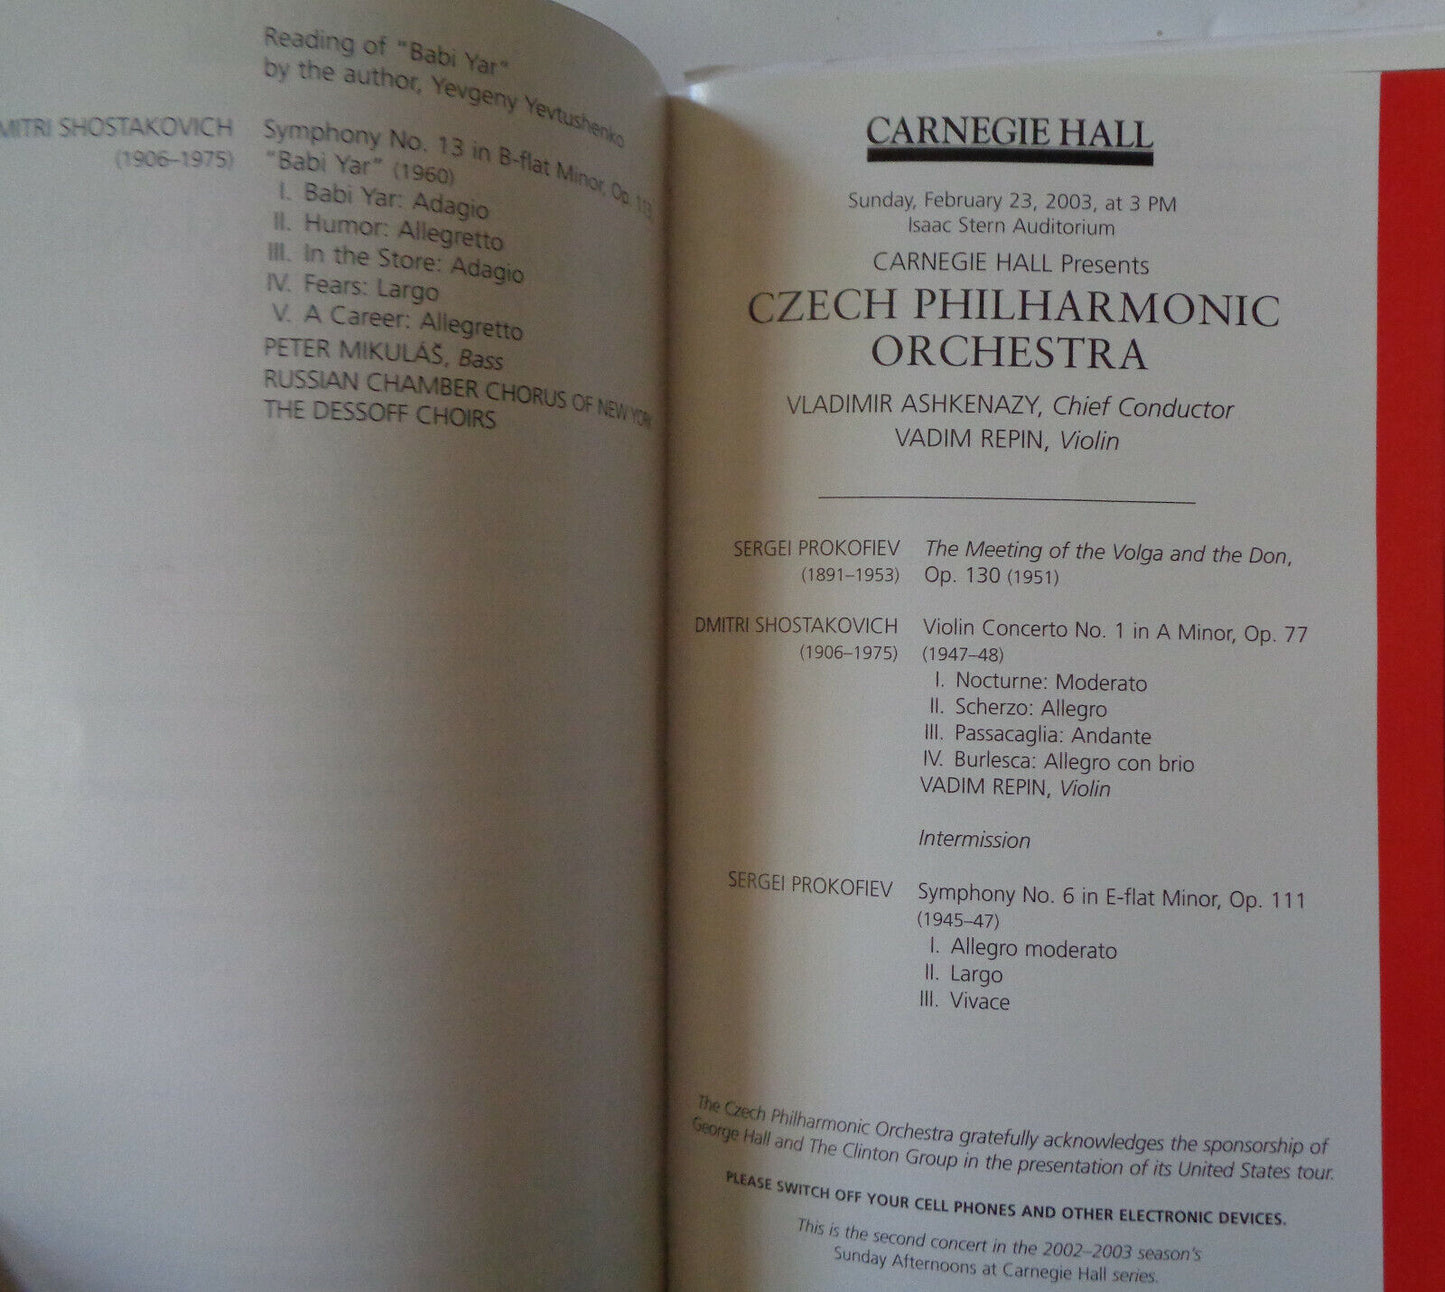 Reading of "Babi Yar"
by the author, Yevgeny Yevtushenko
MITRI SHOSTAKOVICH
(1906–1975)
Symphony No. 13 in B-flat Minor, Op. 113
"Babi Yar" (1960)
I. Babi Yar: Adagio
II. Humor: Allegretto
III. In the Store: Adagio
IV. Fears: Largo
V. A Career: Allegretto
PETER MIKULÁŠ, Bass
RUSSIAN CHAMBER CHORUS OF NEW YORK
THE DESSOFF CHOIRS
CARNEGIE HALL
Sunday, February 23, 2003, at 3 PM
Isaac Stern Auditorium
CARNEGIE HALL Presents
CZECH PHILHARMONIC
ORCHESTRA
VLADIMIR ASHKENAZY, Chief Conductor
VADIM REPIN, Violin
SERGEI PROKOFIEV
(1891–1953)
The Meeting of the Volga and the Don,
Op. 130 (1951)
DMITRI SHOSTAKOVICH
(1906–1975)
Violin Concerto No. 1 in A Minor, Op. 77
(1947–48)
I. Nocturne: Moderato
II. Scherzo: Allegro
III. Passacaglia: Andante
IV. Burlesca: Allegro con brio
VADIM REPIN, Violin
Intermission
SERGEI PROKOFIEV
Symphony No. 6 in E-flat Minor, Op. 111
(1945–47)
I. Allegro moderato
II. Largo
III. Vivace
The Czech Philharmonic Orchestra gratefully acknowledges the sponsorship of
George Hall and The Clinton Group in the presentation of its United States tour.
PLEASE SWITCH OFF YOUR CELL PHONES AND OTHER ELECTRONIC DEVICES.
This is the second concert in the 2002–2003 season's
Sunday Afternoons at Carnegie Hall series.